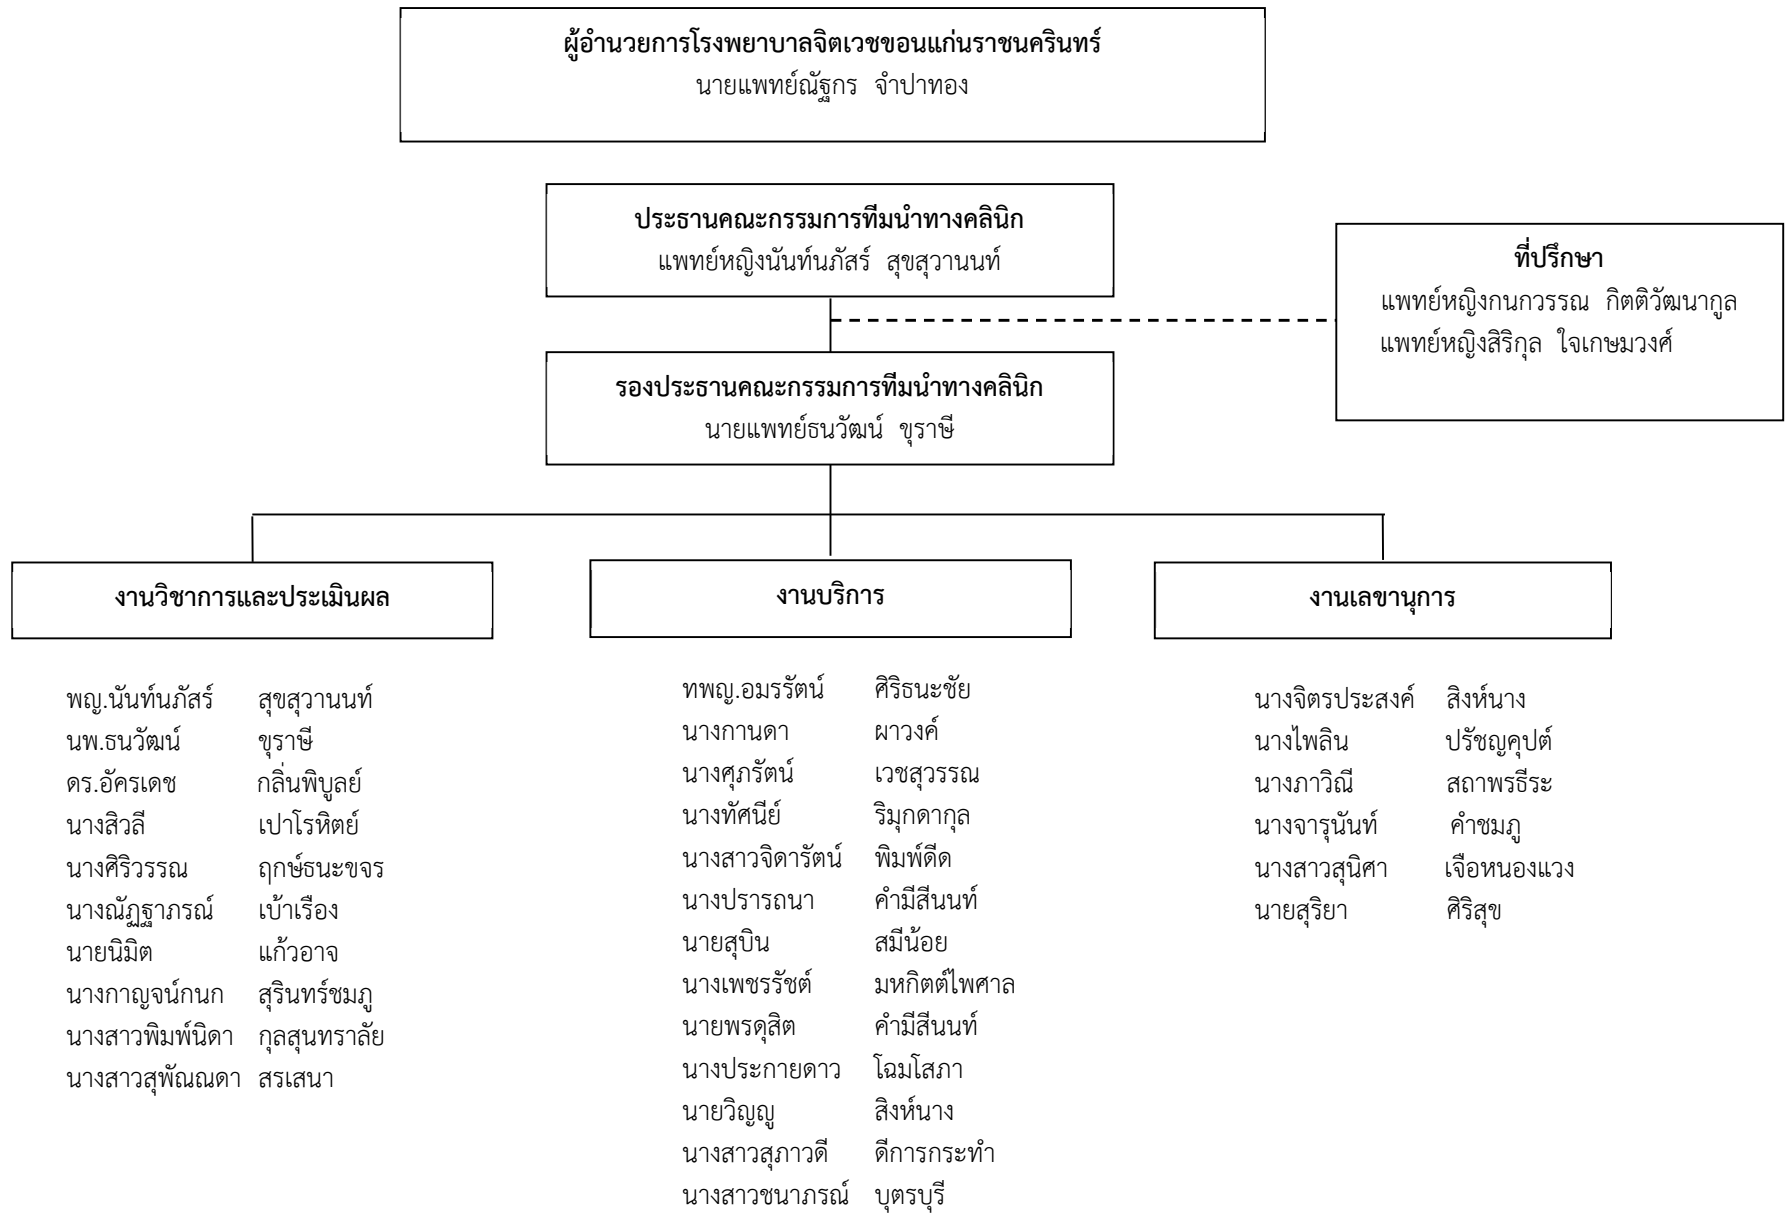 ผู้อำนวยการโรงพยาบาลจิตเวชขอนแก่นราชนครินทร์
นายแพทย์ณัฐกร จำปาทอง
ประธานคณะกรรมการทีมนำทางคลินิก
แพทย์หญิงนันท์นภัสร์ สุขสุวานนท์
ที่ปรึกษา
แพทย์หญิงกนกวรรณ กิตติวัฒนากูล
แพทย์หญิงสิริกุล ใจเกษมวงศ์
รองประธานคณะกรรมการทีมนำทางคลินิก
นายแพทย์ธนวัฒน์ ขุราษี
งานวิชาการและประเมินผล
พญ.นันท์นภัสร์ สุขสุวานนท์
นพ.ธนวัฒน์ ขุราษี
ดร.อัครเดช กลิ่นพิบูลย์
นางสิวลี เปาโรหิตย์
นางศิริวรรณ ฤกษ์ธนะขจร
นางณัฏฐาภรณ์ เบ้าเรือง
นายนิมิต แก้วอาจ
นางกาญจน์กนก สุรินทร์ชมภู
นางสาวพิมพ์นิดา กุลสุนทราลัย
นางสาวสุพัณณดา สรเสนา
งานบริการ
ทพญ.อมรรัตน์ ศิริธนะชัย
นางกานดา ผาวงค์
นางศุภรัตน์ เวชสุวรรณ
นางทัศนีย์ ริมุกดากุล
นางสาวจิดารัตน์ พิมพ์ดีด
นางปรารถนา คำมีสีนนท์
นายสุบิน สมีน้อย
นางเพชรรัชต์ มหกิตต์ไพศาล
นายพรดุสิต คำมีสีนนท์
นางประกายดาว โฉมโสภา
นายวิญญู สิงห์นาง
นางสาวสุภาวดี ดีการกระทำ
นางสาวชนาภรณ์ บุตรบุรี
งานเลขานุการ
นางจิตรประสงค์ สิงห์นาง
นางไพลิน ปรัชญคุปต์
นางภาวิณี สถาพรธีระ
นางจารุนันท์ คำชมภู
นางสาวสุนิศา เจือหนองแวง
นายสุริยา ศิริสุข